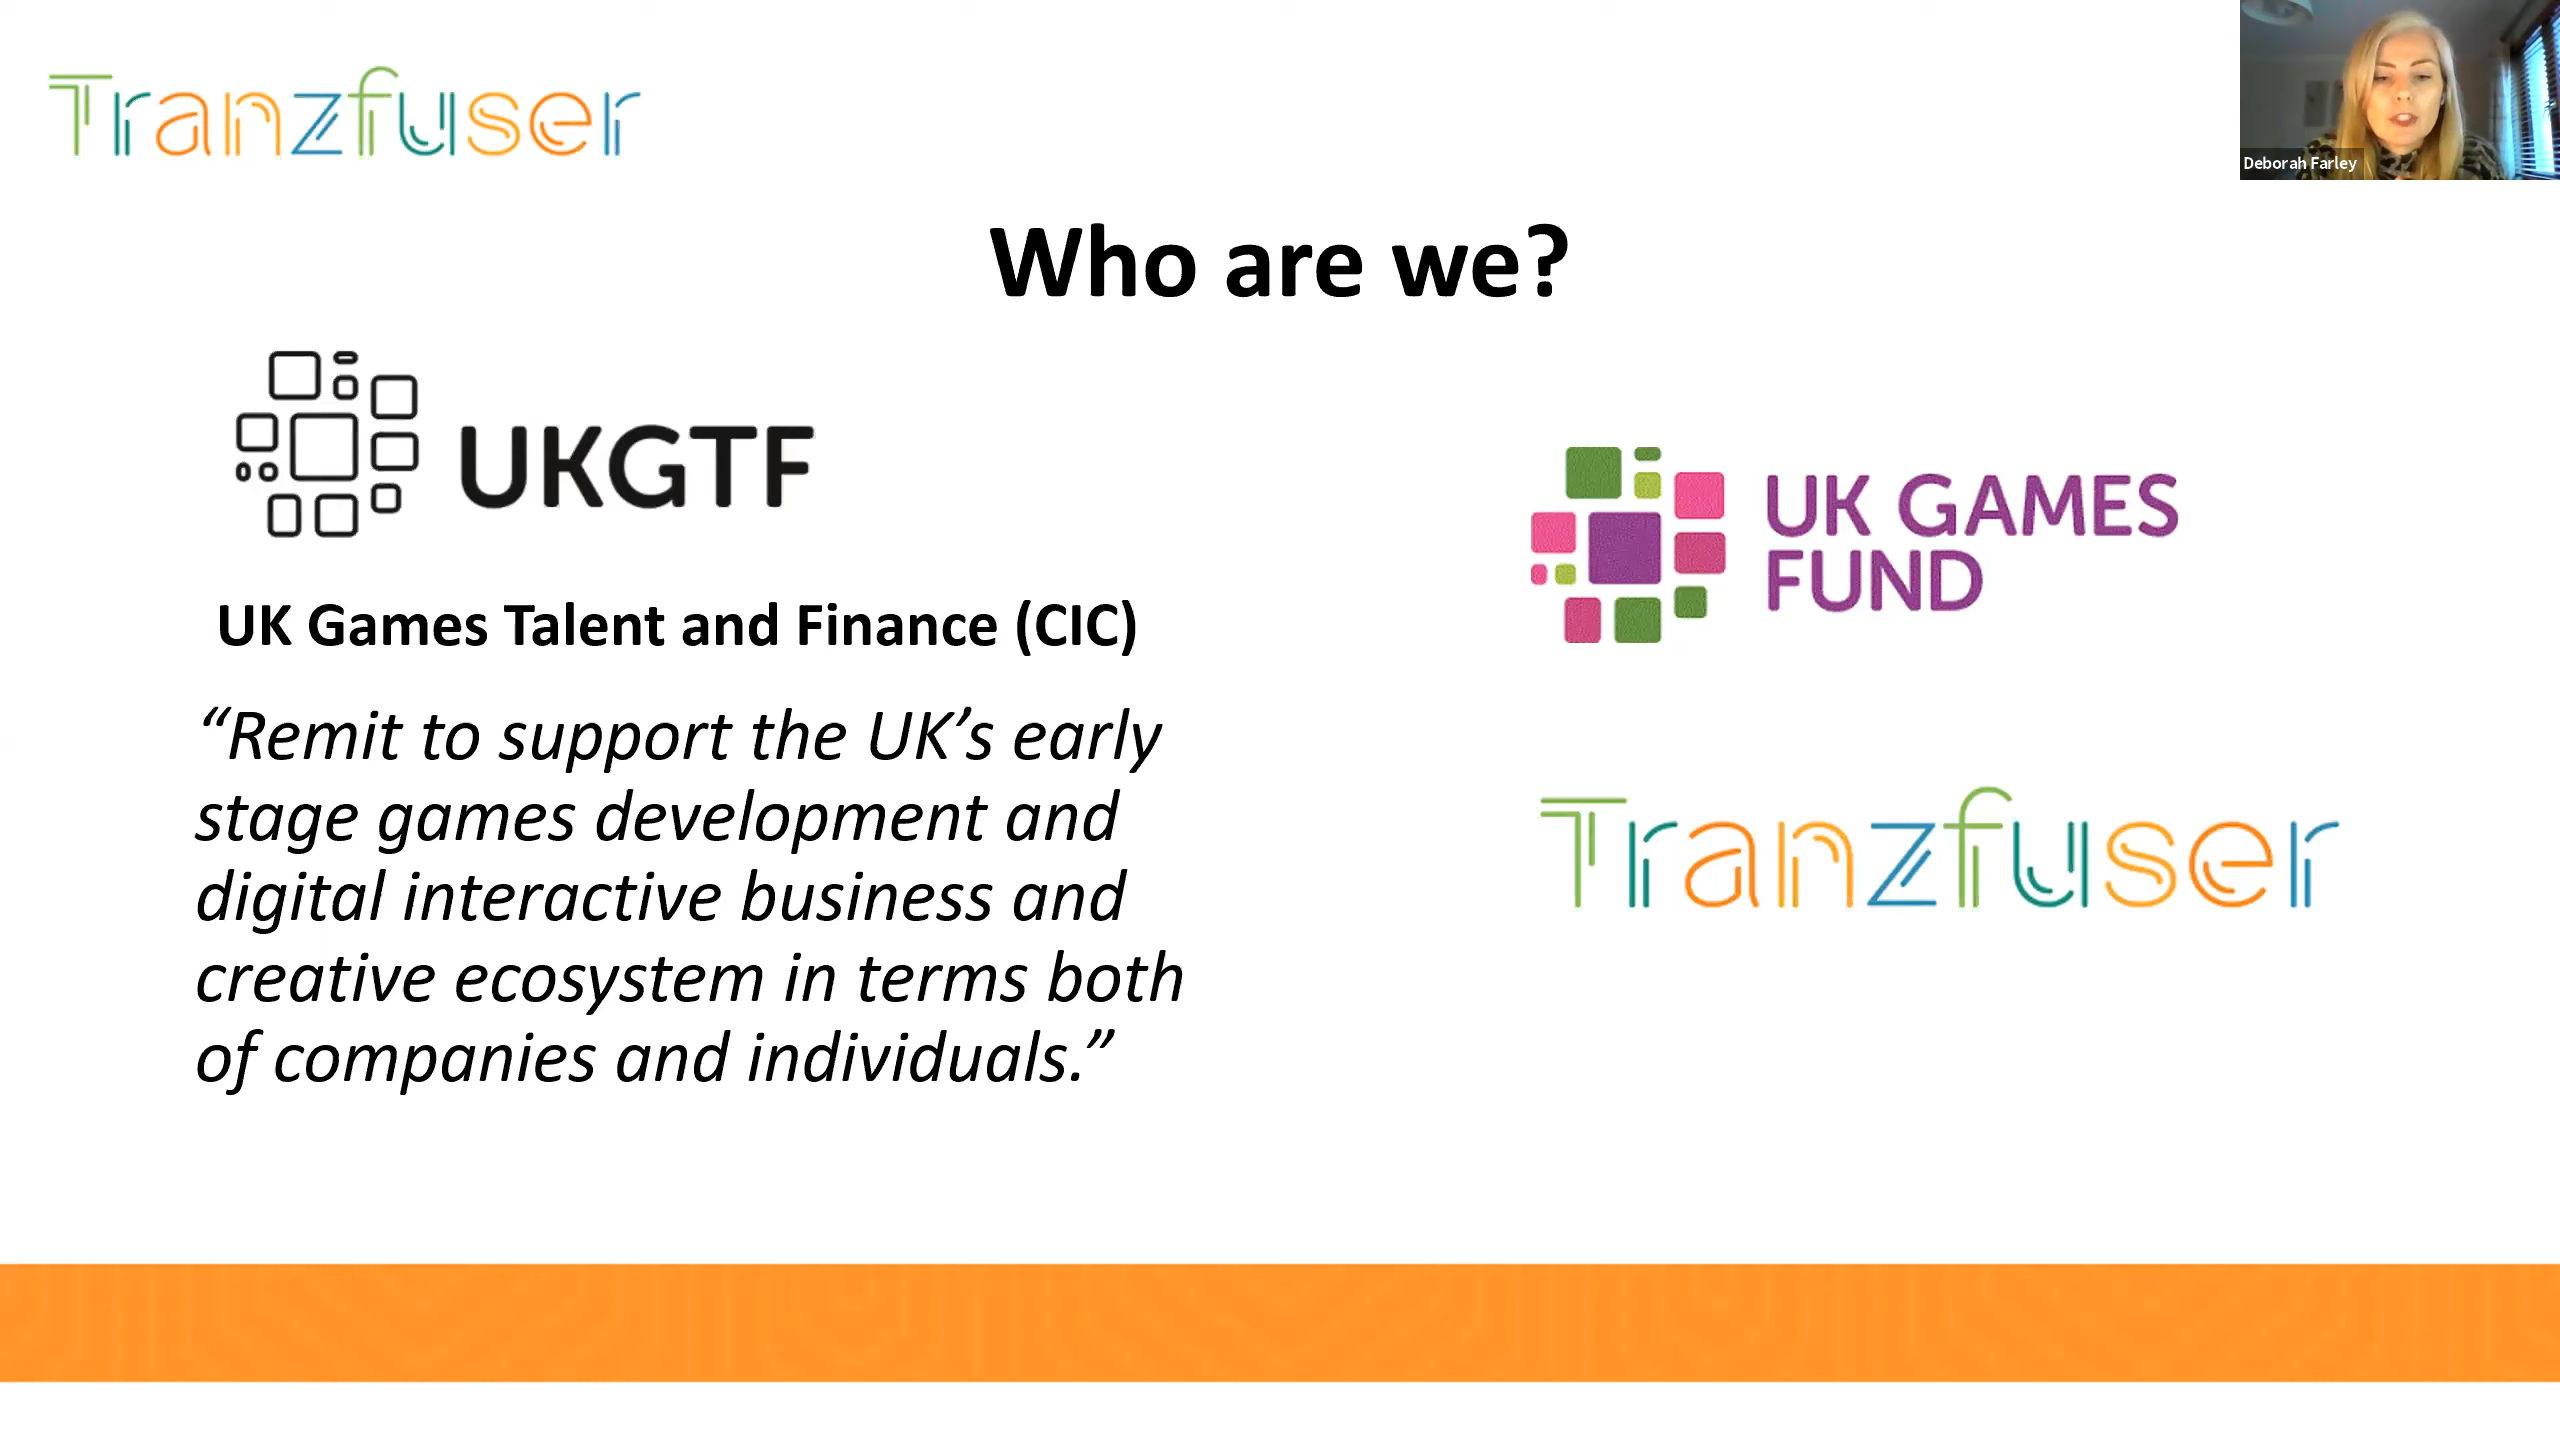 Tranzfuser
Deborah Farley
Who are we?
UKGTF
UK Games Talent and Finance (CIC)
“Remit to support the UK’s early
stage games development and
digital interactive business and
creative ecosystem in terms both
of companies and individuals.”
UK GAMES
FUND
Tranzfuser